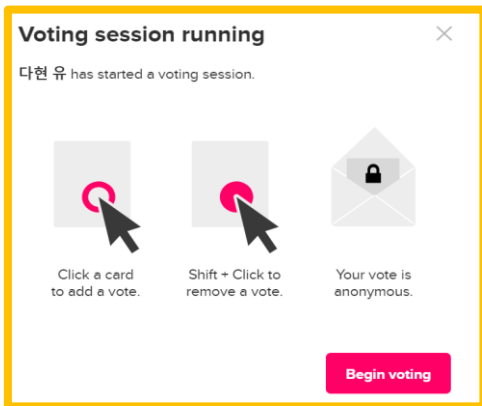 Voting session running
다현 유 has started a voting session.
Click a card
to add a vote.
Shift + Click to
remove a vote.
Your vote is
anonymous.
Begin voting